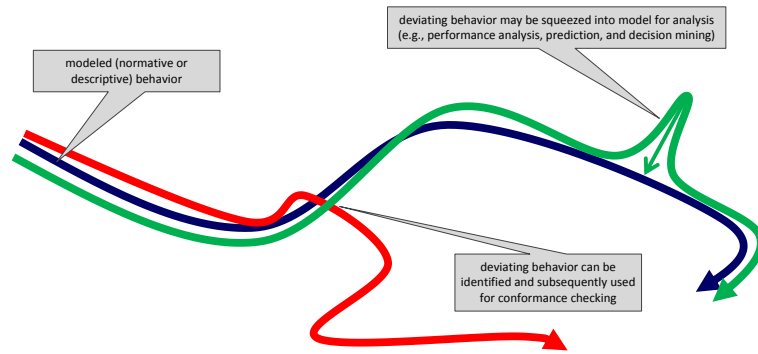 deviating behavior may be squeezed into model for analysis
(e.g., performance analysis, prediction, and decision mining)
modeled (normative or
descriptive) behavior
deviating behavior can be
identified and subsequently used
for conformance checking